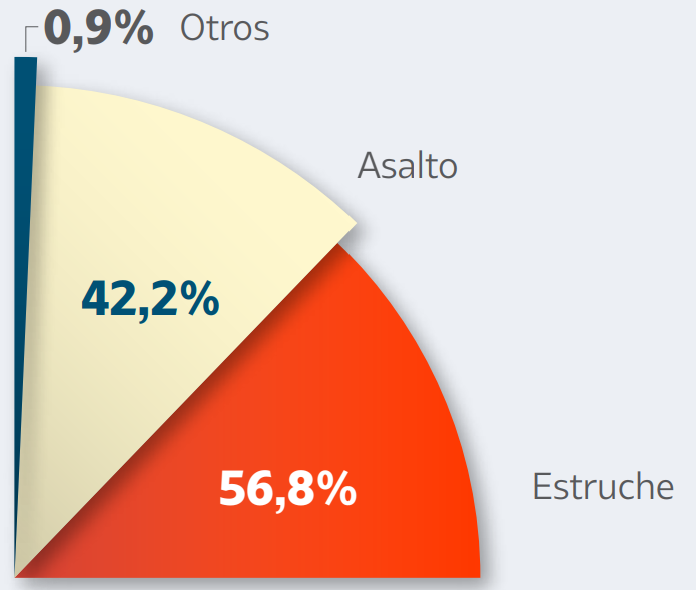 0,9% Otros
Asalto
42,2%
56,8%
Estruche